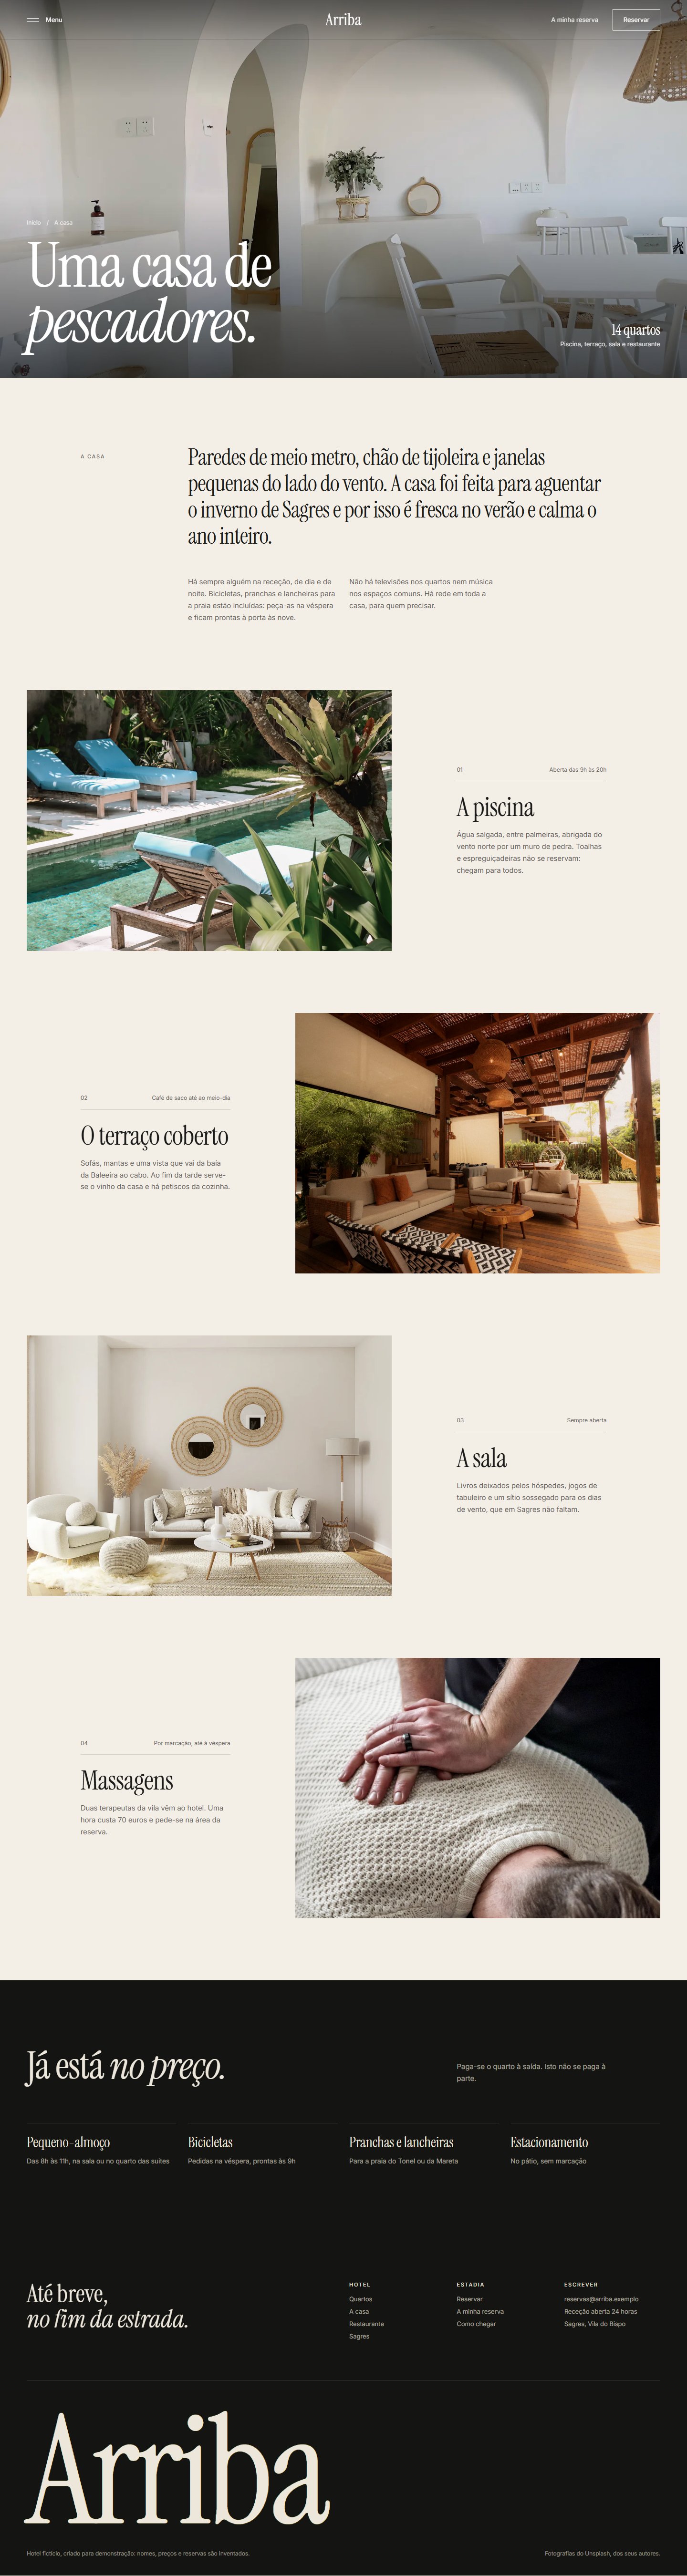 Menu
Arriba
A minha reserva
Reservar
Início / A casa
Uma casa de
pescadores.
14 quartos
Piscina, terraço, sala e restaurante
A CASA
Paredes de meio metro, chão de tijoleira e janelas
pequenas do lado do vento. A casa foi feita para aguentar
o inverno de Sagres e por isso é fresca no verão e calma o
ano inteiro.
Há sempre alguém na receção, de dia e de
noite. Bicicletas, pranchas e lancheiras para
a praia estão incluídas: peça-as na véspera
e ficam prontas à porta às nove.
Não há televisões nos quartos nem música
nos espaços comuns. Há rede em toda a
casa, para quem precisar.
01
Aberta das 9h às 20h
A piscina
Água salgada, entre palmeiras, abrigada do
vento norte por um muro de pedra. Toalhas
e espreguiçadeiras não se reservam:
chegam para todos.
02
Café de saco até ao meio-dia
O terraço coberto
Sofás, mantas e uma vista que vai da baía
da Baleeira ao cabo. Ao fim da tarde serve-
se o vinho da casa e há petiscos da cozinha.
03
Sempre aberta
A sala
Livros deixados pelos hóspedes, jogos de
tabuleiro e um sítio sossegado para os dias
de vento, que em Sagres não faltam.
04
Por marcação, até à véspera
Massagens
Duas terapeutas da vila vêm ao hotel. Uma
hora custa 70 euros e pede-se na área da
reserva.
Já está no preço.
Paga-se o quarto à saída. Isto não se paga à
parte.
Pequeno-almoço
Das 8h às 11h, na sala ou no quarto das suítes
Bicicletas
Pedidas na véspera, prontas às 9h
Pranchas e lancheiras
Para a praia do Tonel ou da Mareta
Estacionamento
No pátio, sem marcação
Até breve,
no fim da estrada.
HOTEL
Quartos
A casa
Restaurante
Sagres
ESTADIA
Reservar
A minha reserva
Como chegar
ESCREVER
reservas@arriba.exemplo
Receção aberta 24 horas
Sagres, Vila do Bispo
Arriba
Hotel fictício, criado para demonstração: nomes, preços e reservas são inventados.
Fotografias do Unsplash, dos seus autores.